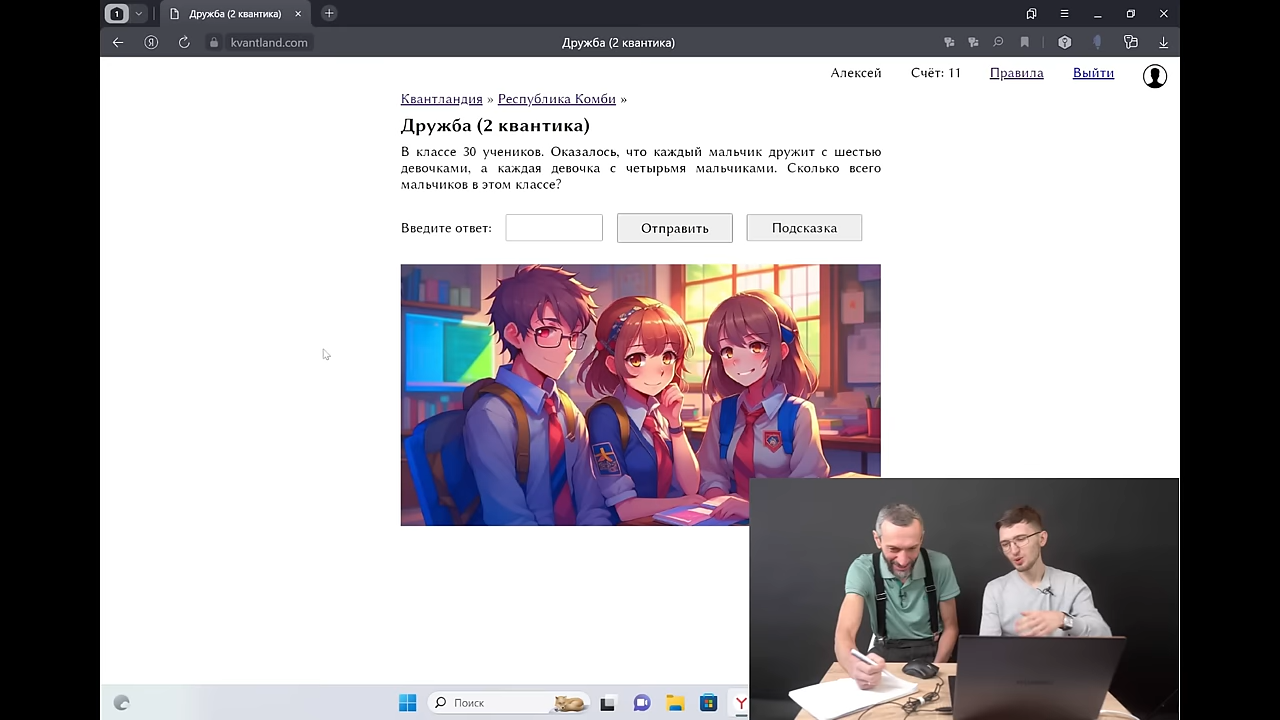 1
Дружба (2 квантика)
kvantland.com
Дружба (2 квантика)
Алексей
Счёт: 11
Правила
Выйти
Квантландия » Республика Комби »
Дружба (2 квантика)
В классе 30 учеников. Оказалось, что каждый мальчик дружит с шестью
девочками, а каждая девочка с четырьмя мальчиками. Сколько всего
мальчиков в этом классе?
Введите ответ:
Отправить
Подсказка
Поиск